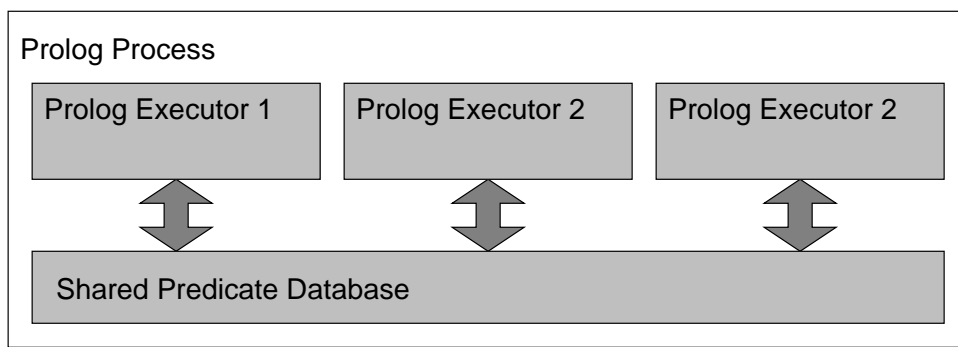 Prolog Process
Prolog Executor 1
Prolog Executor 2
Prolog Executor 2
Shared Predicate Database